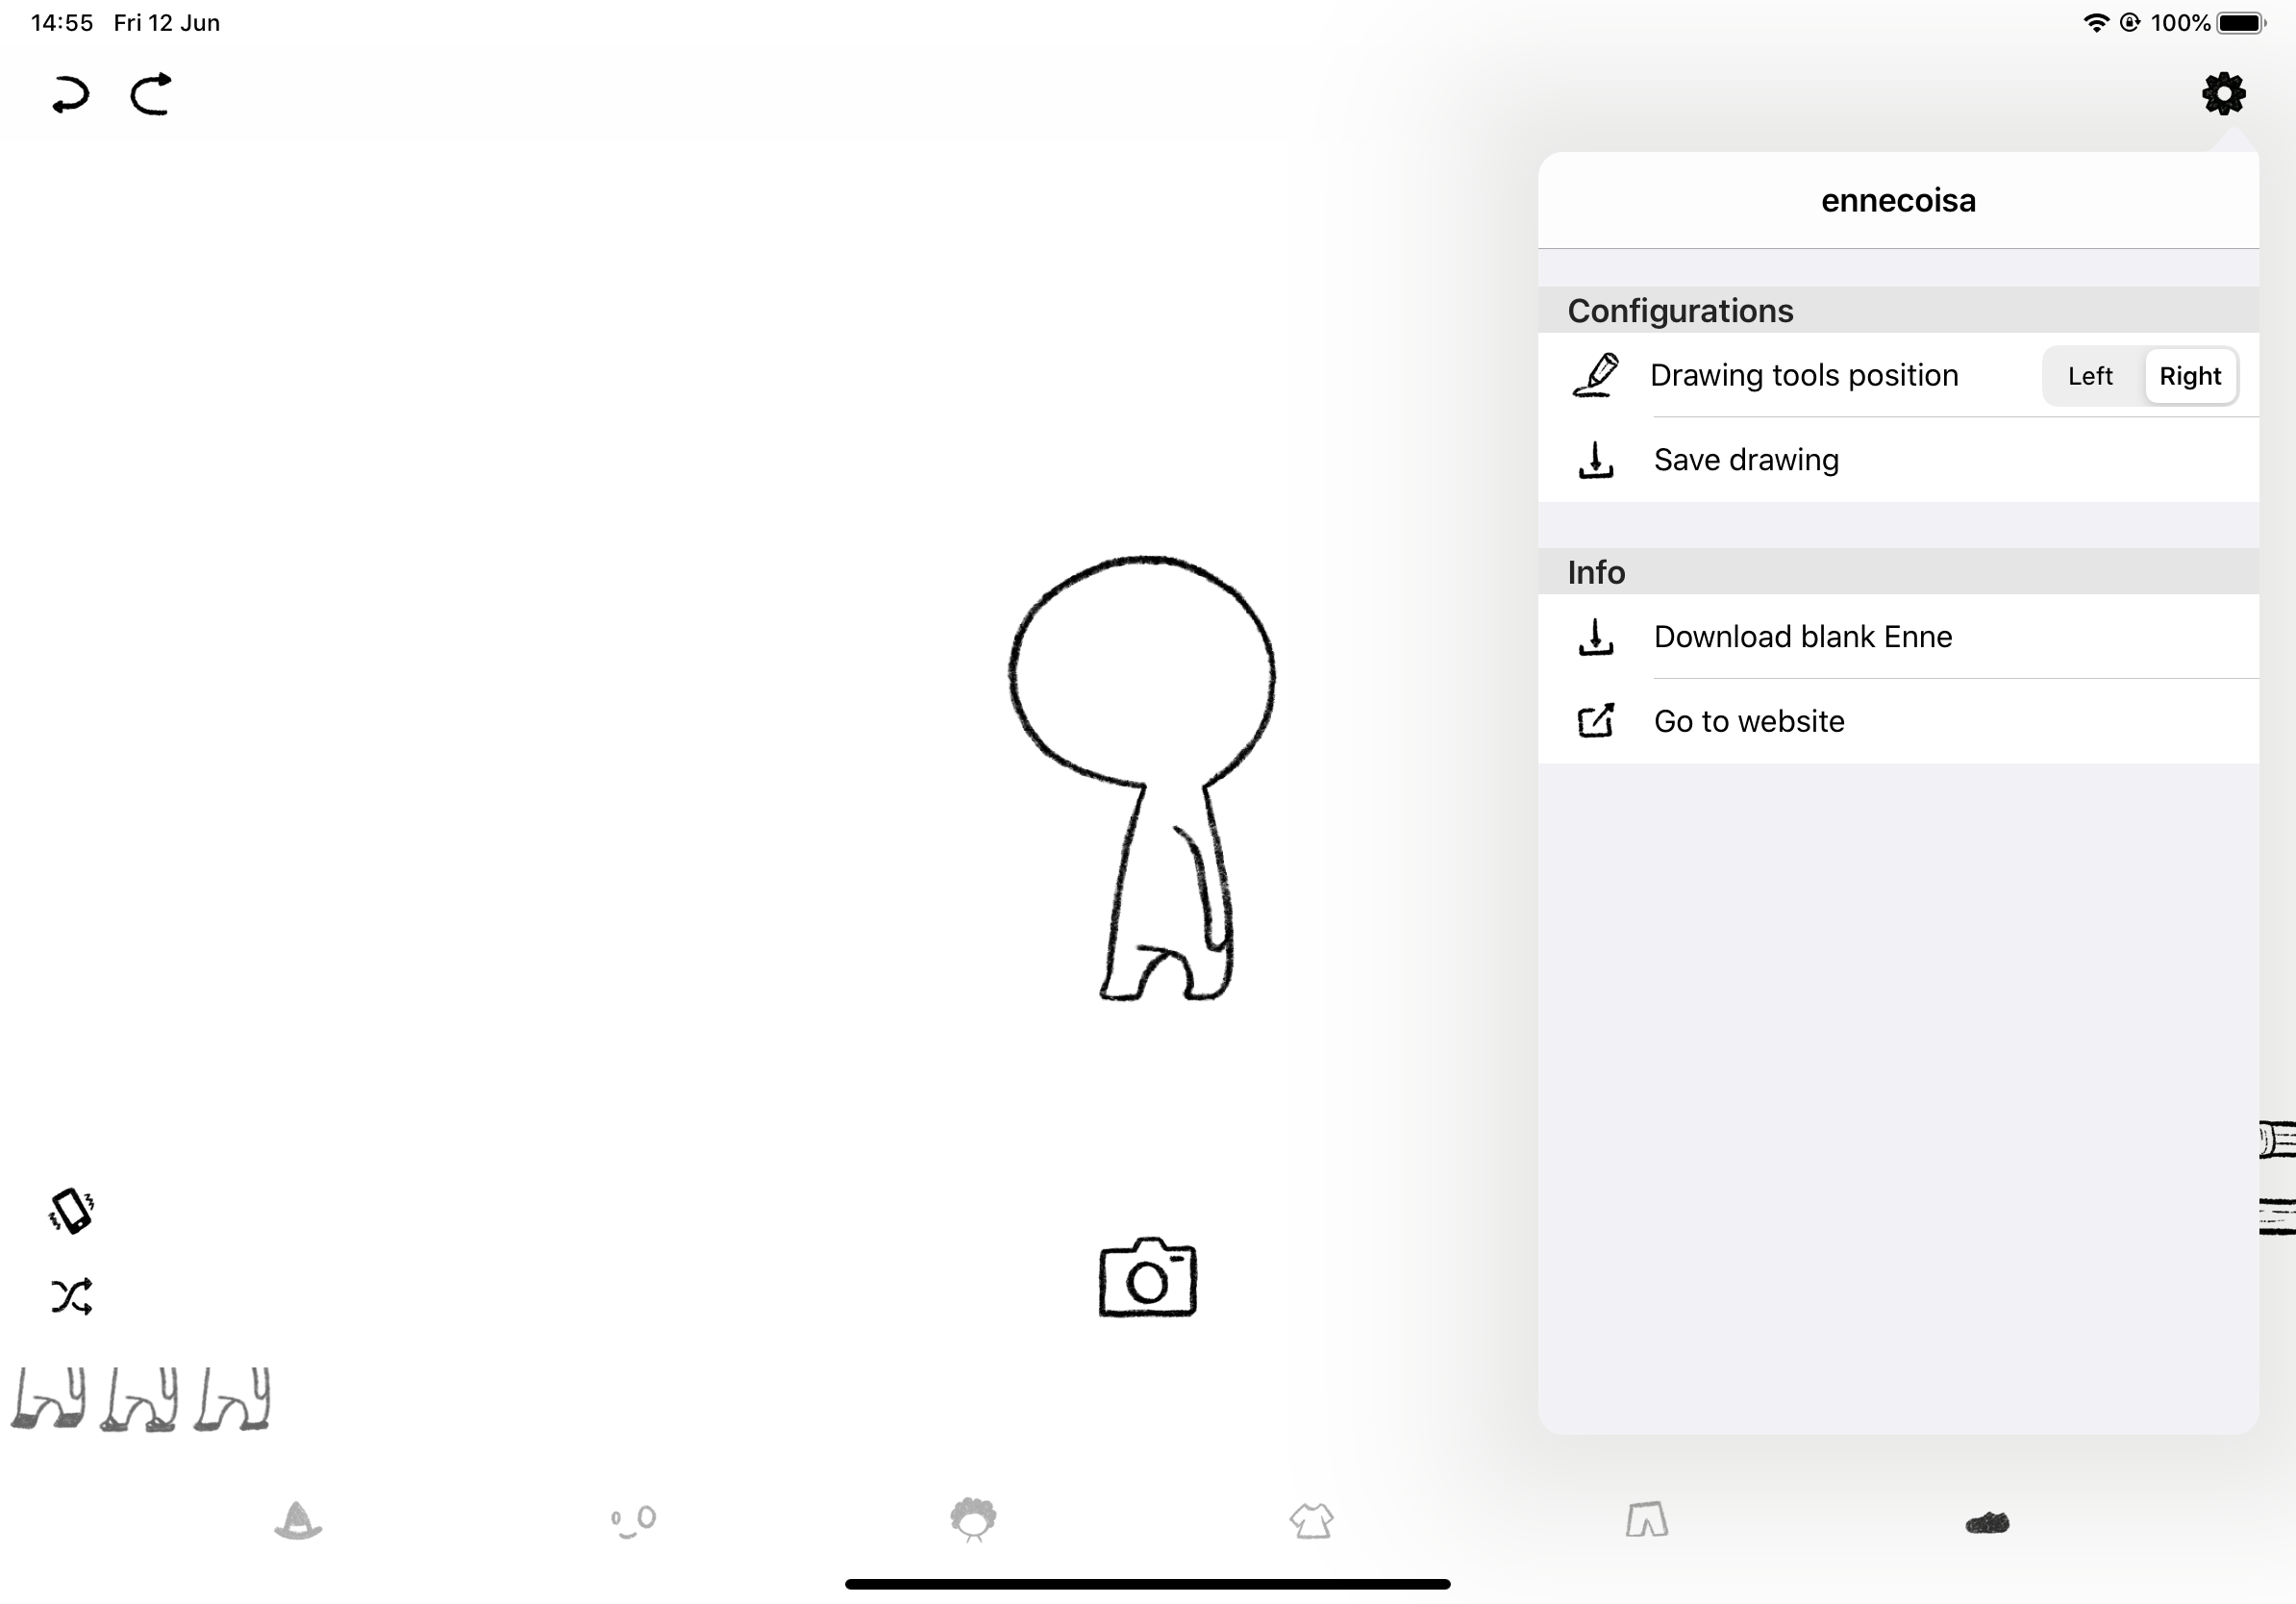 14:55 Fri 12 Jun
100%
ennecoisa
Configurations
Drawing tools position Left Right
Save drawing
Info
Download blank Enne
Go to website